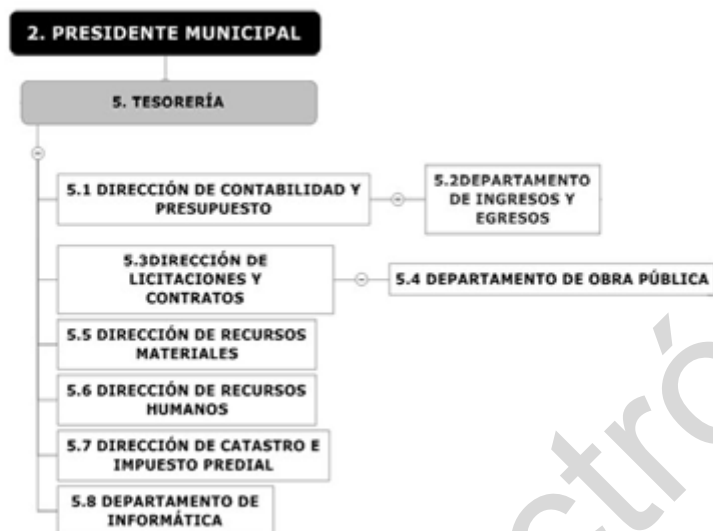 2. PRESIDENTE MUNICIPAL
5. TESORERÍA
5.1 DIRECCIÓN DE CONTABILIDAD Y
PRESUPUESTO
5.2DEPARTAMENTO
DE INGRESOS Y
EGRESOS
5.3DIRECCIÓN DE
LICITACIONES Y
CONTRATOS
5.4 DEPARTAMENTO DE OBRA PÚBLICA
5.5 DIRECCIÓN DE RECURSOS
MATERIALES
5.6 DIRECCIÓN DE RECURSOS
HUMANOS
5.7 DIRECCIÓN DE CATASTRO E
IMPUESTO PREDIAL
5.8 DEPARTAMENTO DE
INFORMÁTICA
ctró